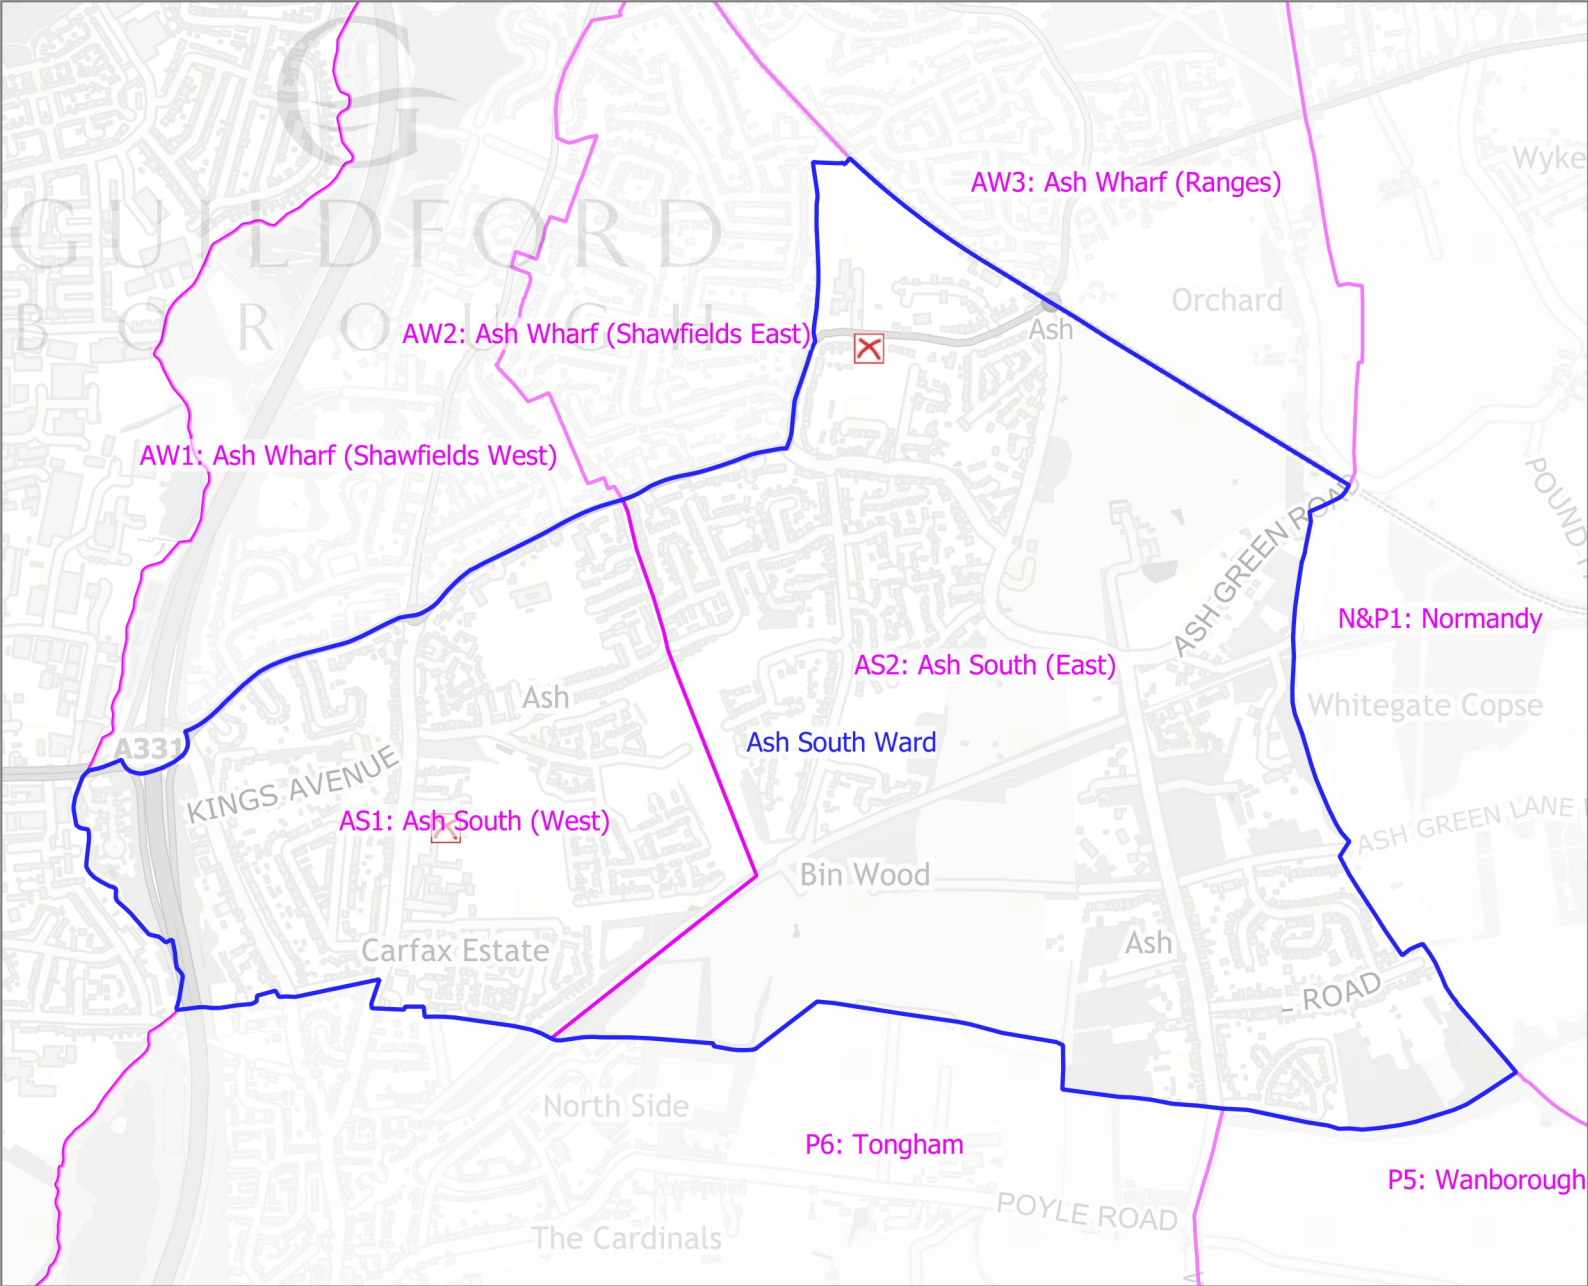 Wyke
AW3: Ash Wharf (Ranges)
GUILDFORD
BOROUGH
Orchard
Ash
AW2: Ash Wharf (Shawfields East)
AW1: Ash Wharf (Shawfields West)
POUND
ASH GREEN ROAD
N&P1: Normandy
AS2: Ash South (East)
Ash
Whitegate Copse
Ash South Ward
A331
KINGS AVENUE
AS1: Ash South (West)
ASH GREEN LANE
Bin Wood
Carfax Estate
Ash
ROAD
North Side
P6: Tongham
P5: Wanborough
POYLE ROAD
The Cardinals